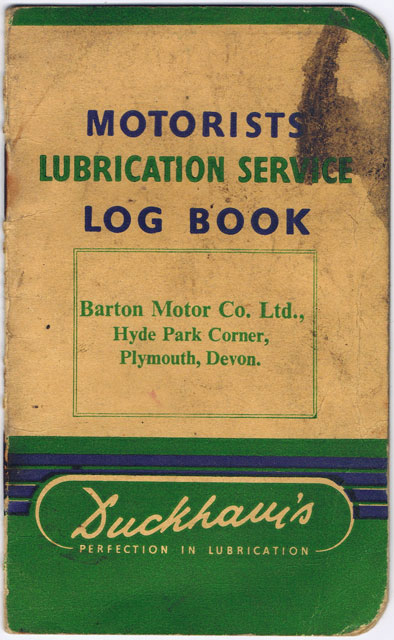 MOTORISTS
LUBRICATION SERVICE
LOG BOOK
Barton Motor Co. Ltd.,
Hyde Park Corner,
Plymouth, Devon.
Duckham's
PERFECTION IN LUBRICATION